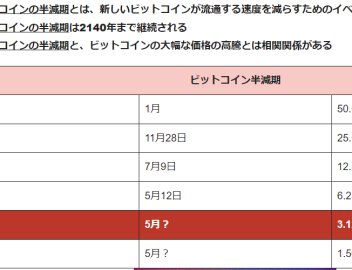 コインの半減期とは、新しいビットコインが流通する速度を減らすためのイベ
コインの半減期は2140年まで継続される
コインの半減期と、ビットコインの大幅な価格の高騰とは相関関係がある
ビットコイン半減期
1月 50.
11月28日 25.
7月9日 12.
5月12日 6.2
5月？ 3.1
5月？ 1.5